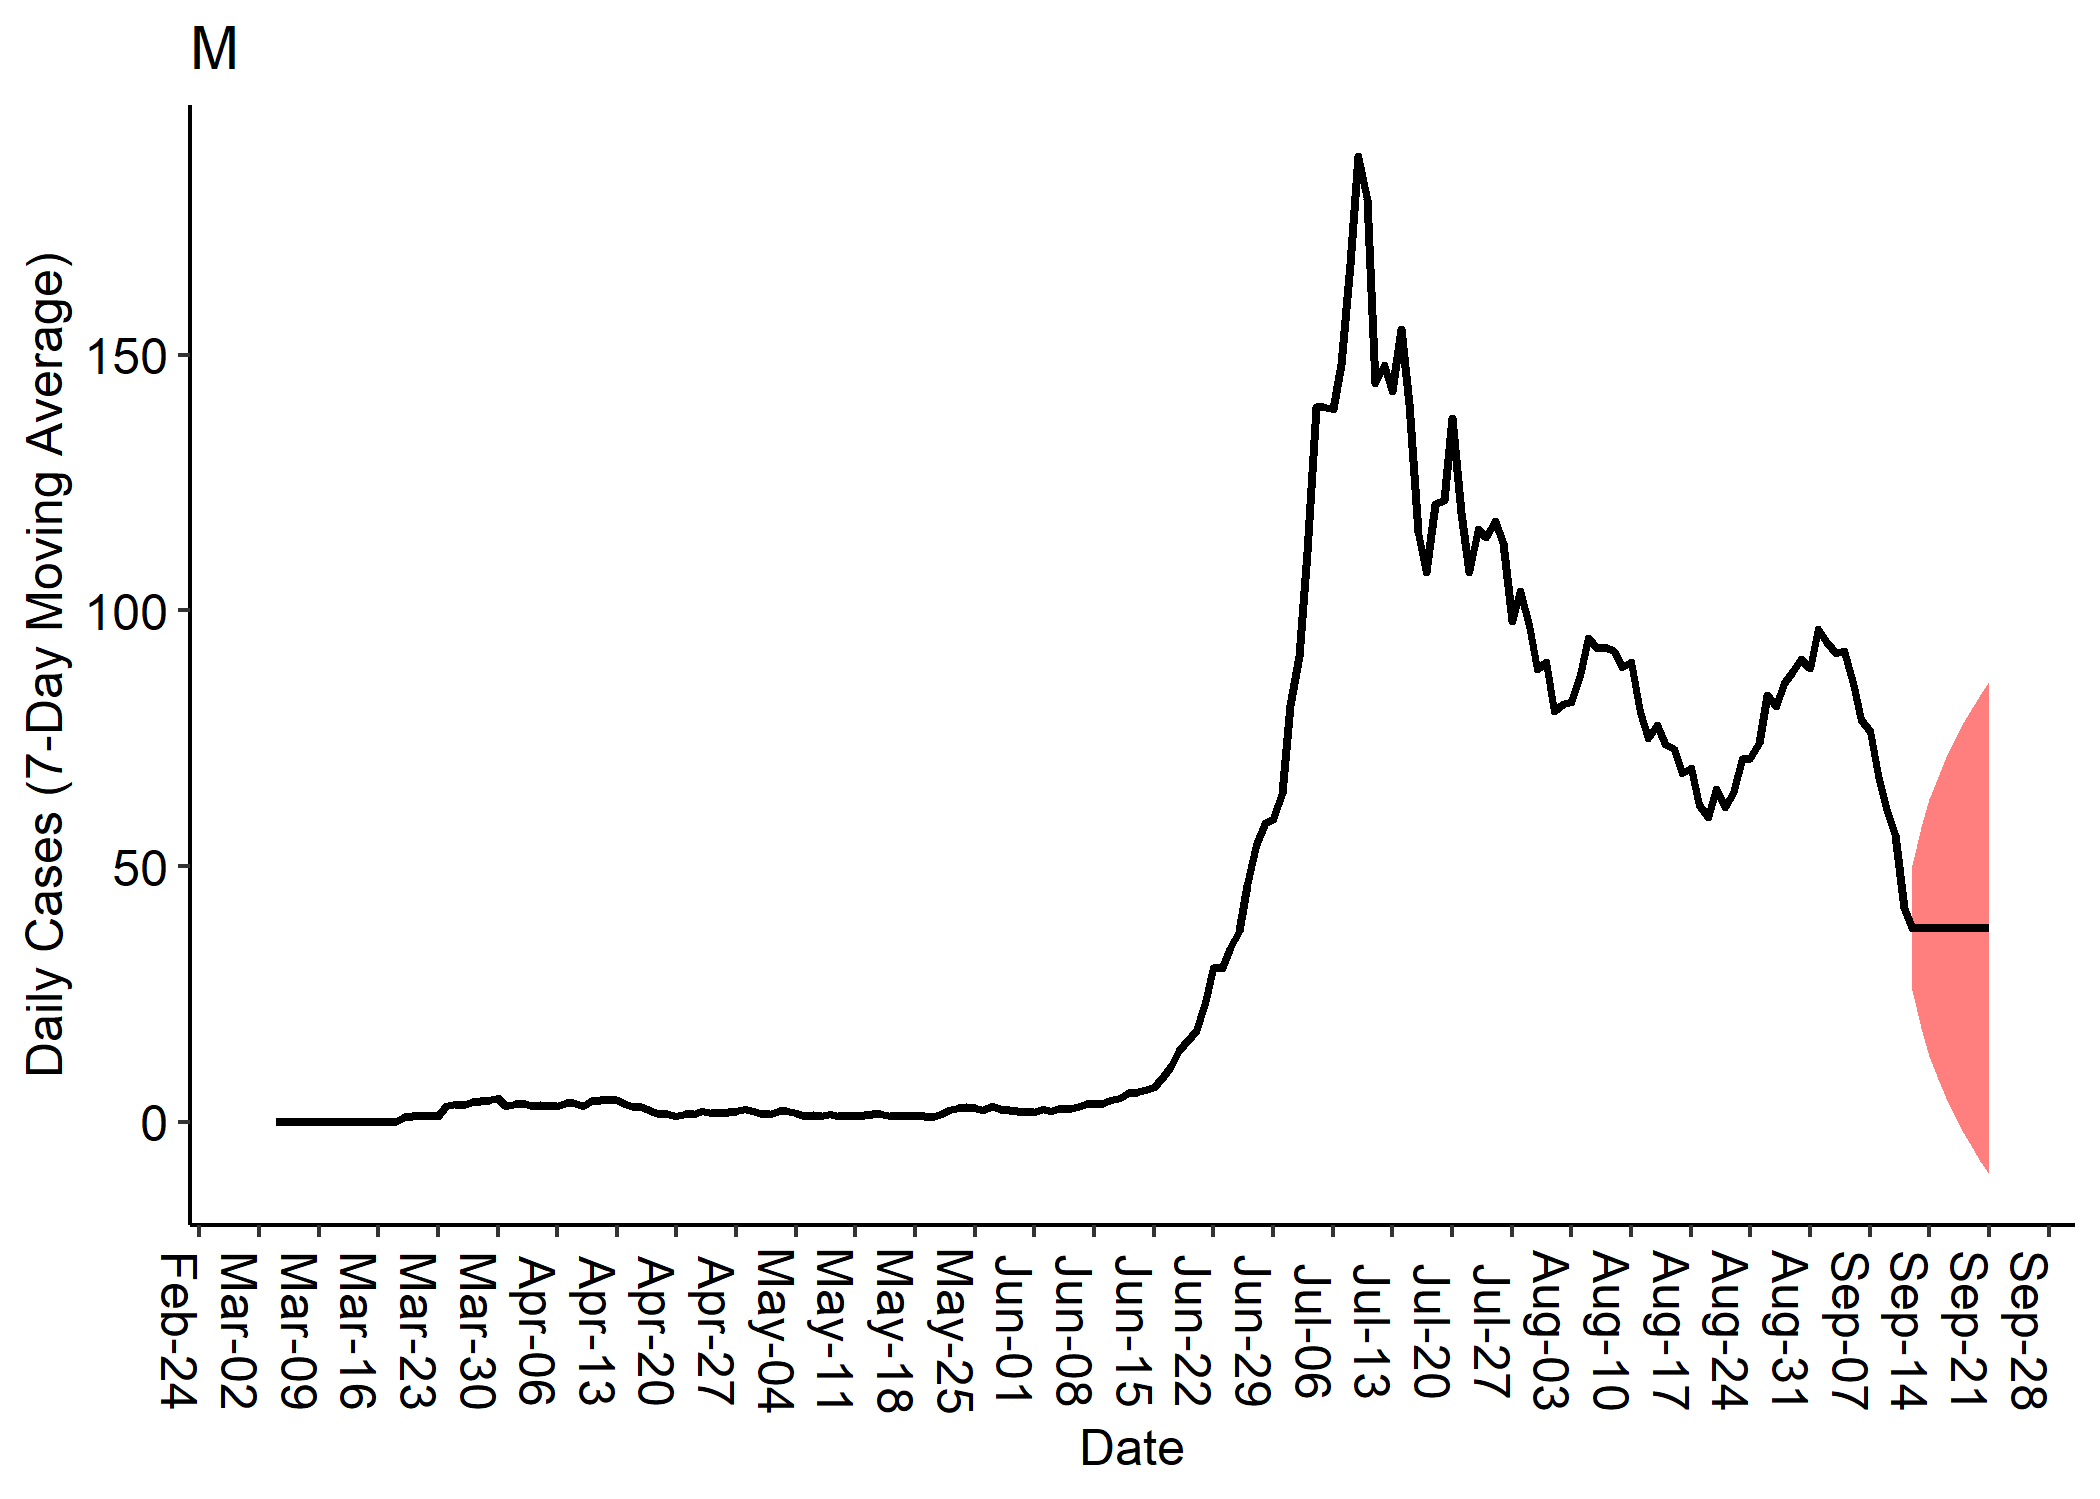 M
Daily Cases (7-Day Moving Average)
150
100
50
0
Feb-24
Mar-02
Mar-09
Mar-16
Mar-23
Mar-30
Apr-06
Apr-13
Apr-20
Apr-27
May-04
May-11
May-18
May-25
Jun-01
Jun-08
Jun-15
Jun-22
Jun-29
Jul-06
Jul-13
Jul-20
Jul-27
Aug-03
Aug-10
Aug-17
Aug-24
Aug-31
Sep-07
Sep-14
Sep-21
Sep-28
Date